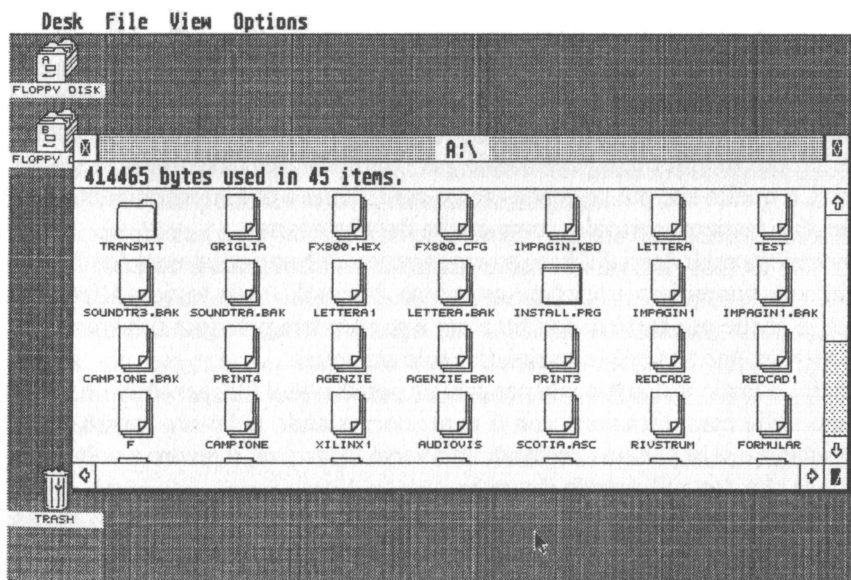 Desk File View Options
A
FLOPPY DISK
B
FLOPPY D
A:\
414465 bytes used in 45 items.
TRANSMIT GRIGLIA FX800.HEX FX800.CFG IMPAGIN.KBD LETTERA TEST
SOUNDTR3.BAK SOUNDTRA.BAK LETTERA1 LETTERA.BAK INSTALL.PRG IMPAGIN1 IMPAGIN1.BAK
CAMPIONE.BAK PRINT4 AGENZIE AGENZIE1 PRINT3 REDCAD2 REDCAD1
F CAMPIONE XILINX1 AUDIOVIS SCOTIA.ASC RIVSTRUM FORMULAR
TRASH